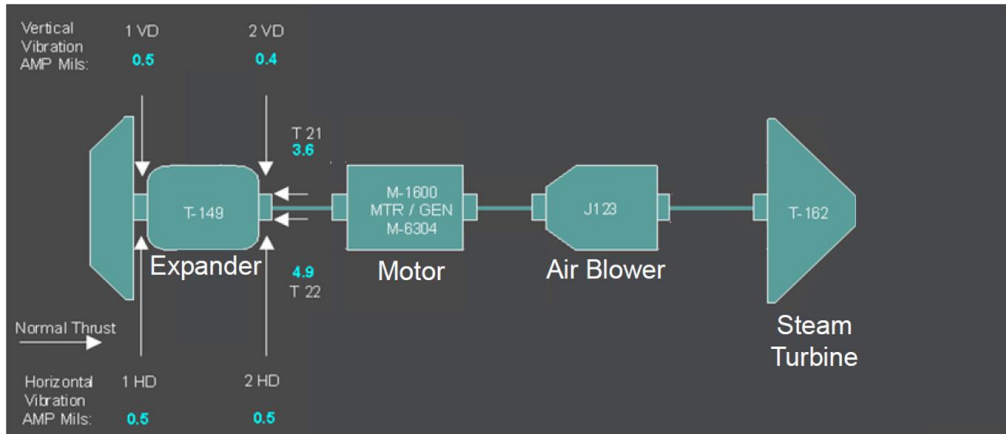 Vertical
Vibration
AMP Mils:
1 VD
0.5
2 VD
0.4
T 21
3.6
T-149
Expander
4.9
T 22
M-1600
MTR / GEN
M-6304
Motor
J123
Air Blower
T-162
Steam
Turbine
Normal Thrust
Horizontal
Vibration
AMP Mils:
1 HD
0.5
2 HD
0.5